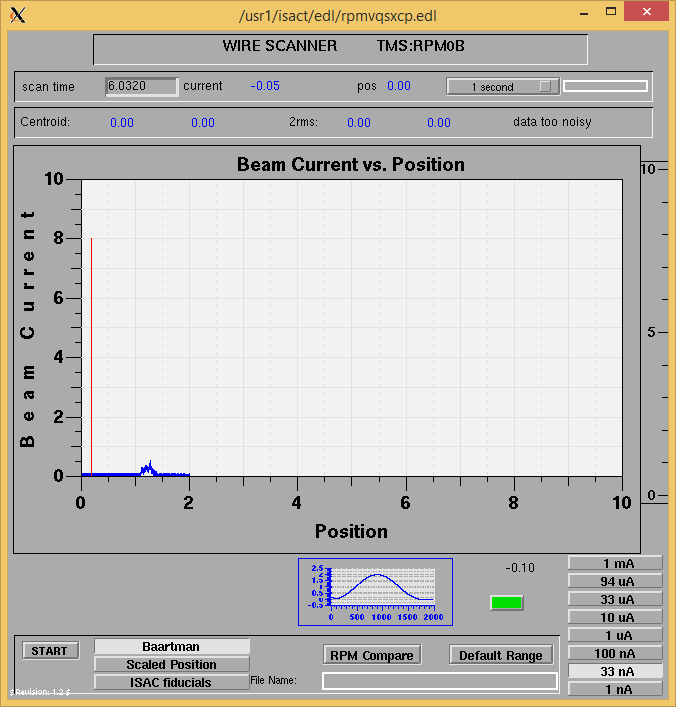 /usr1/isact/edl/rpmvqsxcp.edl
WIRE SCANNER TMS:RPM0B
scan time 6.0320 current -0.05 pos 0.00 1 second
Centroid: 0.00 0.00 2rms: 0.00 0.00 data too noisy
Beam Current vs. Position
10
8
6
4
2
0
Beam Current
0 2 4 6 8 10
Position
10
5
0
2.5
2.0
1.5
1.0
0.5
0.0
-0.5
0 500 1000 1500 2000
-0.10
1 mA
94 uA
33 uA
10 uA
1 uA
100 nA
33 nA
1 nA
START
Baartman
Scaled Position
ISAC fiducials
RPM Compare
Default Range
File Name:
$Revision: 1.2 $